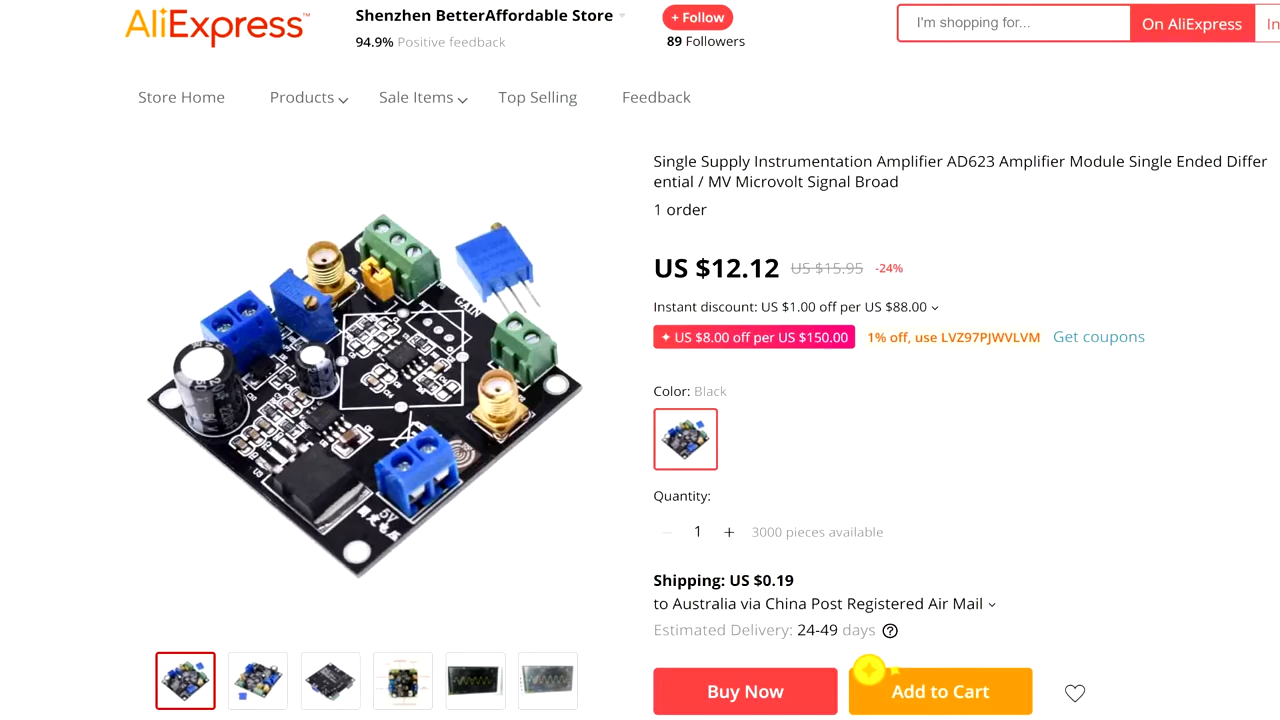 AliExpress™
Shenzhen BetterAffordable Store
+ Follow
94.9% Positive feedback
89 Followers
I'm shopping for...
On AliExpress
In
Store Home
Products
Sale Items
Top Selling
Feedback
Single Supply Instrumentation Amplifier AD623 Amplifier Module Single Ended Differ
ential / MV Microvolt Signal Broad
1 order
US $12.12 US $15.95 -24%
Instant discount: US $1.00 off per US $88.00
US $8.00 off per US $150.00 1% off, use LVZ97PJWVLVM Get coupons
Color: Black
Quantity:
1
3000 pieces available
Shipping: US $0.19
to Australia via China Post Registered Air Mail
Estimated Delivery: 24-49 days
Buy Now
Add to Cart
GAIN
5V